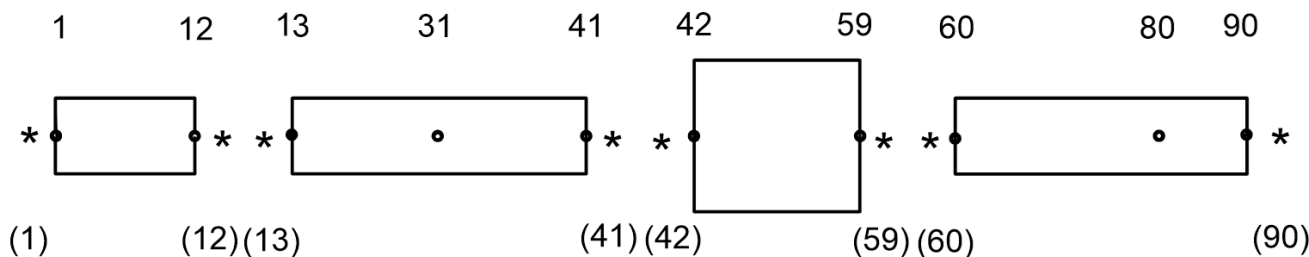 1 12 13 31 41 42 59 60 80 90
* * * * * * * *
(1) (12) (13) (41) (42) (59) (60) (90)